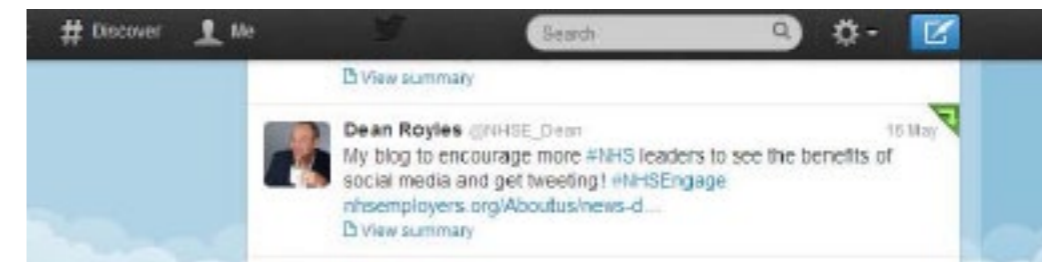 # Discover Me Search
View summary
Dean Royles @NHSE_Dean 16 May
My blog to encourage more #NHS leaders to see the benefits of
social media and get tweeting! #NHSEngage
nhsemployers.org/Aboutus/news-d...
View summary